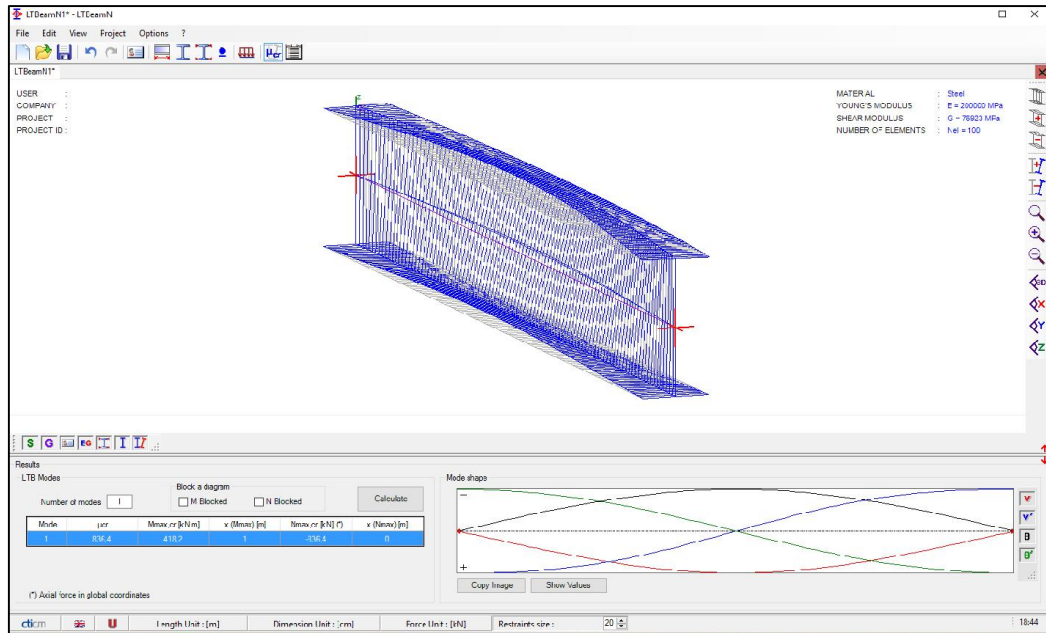 LTBeamN1* - LTBeamN
File Edit View Project Options ?
LTBeamN1*
USER :
COMPANY :
PROJECT :
PROJECT ID :
MATERIAL : Steel
YOUNG'S MODULUS : E = 200000 MPa
SHEAR MODULUS : G = 76923 MPa
NUMBER OF ELEMENTS : Nel = 100
z
μcr
3D
X
Y
Z
S G EG
Results
LTB Modes
Number of modes 1
Block a diagram
M Blocked N Blocked
Calculate
Mode μcr Mmax,cr [kN.m] x (Mmax) [m] Nmax,cr [kN] (*) x (Nmax) [m]
1 836.4 418.2 1 -836.4 0
(*) Axial force in global coordinates
Mode shape
−
+
v
v'
θ
θ'
Copy Image Show Values
cticm U Length Unit : [m] Dimension Unit : [cm] Force Unit : [kN] Restraints size : 20 18:44